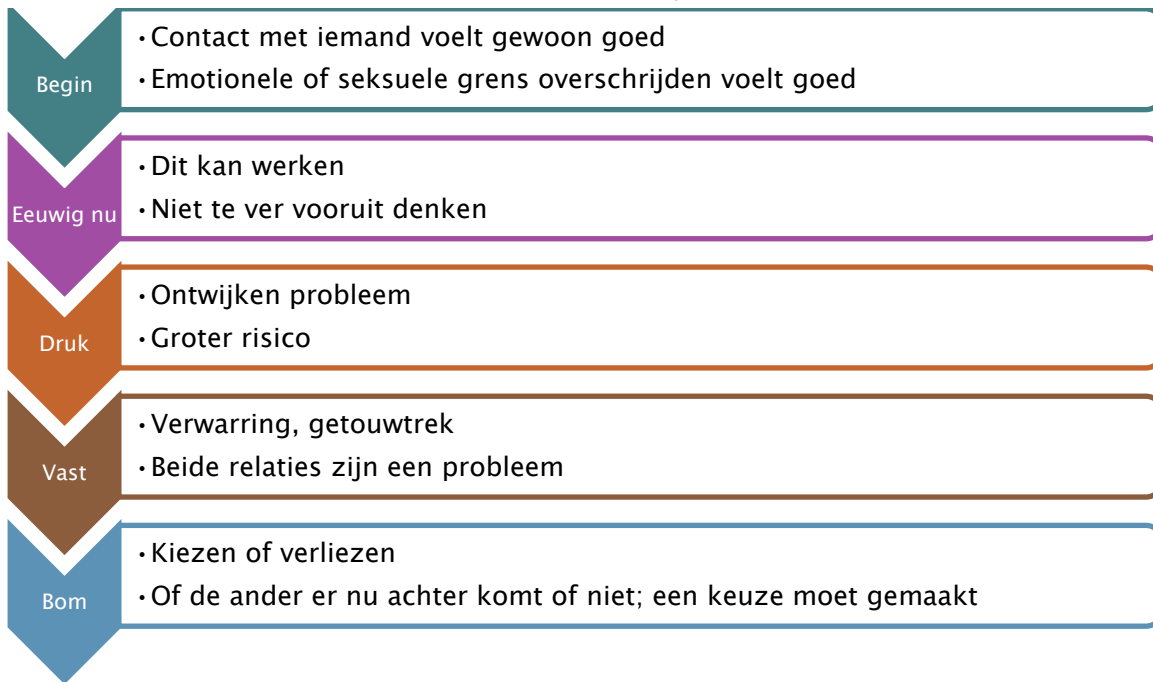 Begin
•Contact met iemand voelt gewoon goed
•Emotionele of seksuele grens overschrijden voelt goed
Eeuwig nu
•Dit kan werken
•Niet te ver vooruit denken
Druk
•Ontwijken probleem
•Groter risico
Vast
•Verwarring, getouwtrek
•Beide relaties zijn een probleem
Bom
•Kiezen of verliezen
•Of de ander er nu achter komt of niet; een keuze moet gemaakt